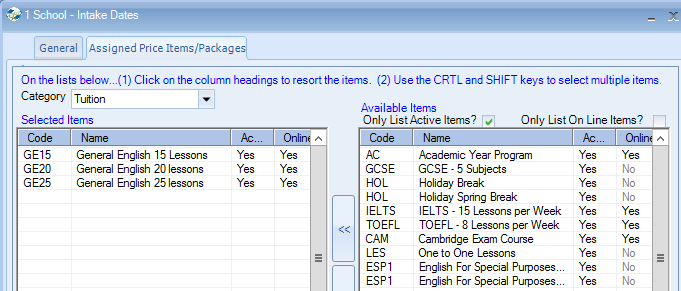 1 School - Intake Dates
General Assigned Price Items/Packages
On the lists below...(1) Click on the column headings to resort the items. (2) Use the CRTL and SHIFT keys to select multiple items.
Category Tuition
Selected Items
Code Name Ac... Online
GE15 General English 15 Lessons Yes Yes
GE20 General English 20 lessons Yes Yes
GE25 General English 25 lessons Yes Yes
<<
Available Items
Only List Active Items? Only List On Line Items?
Code Name Ac... Online
AC Academic Year Program Yes Yes
GCSE GCSE - 5 Subjects Yes No
HOL Holiday Break Yes No
HOL Holiday Spring Break Yes No
IELTS IELTS - 15 Lessons per Week Yes Yes
TOEFL TOEFL - 8 Lessons per Week Yes Yes
CAM Cambridge Exam Course Yes Yes
LES One to One Lessons Yes No
ESP1 English For Special Purposes... Yes No
ESP1 English For Special Purposes... Yes No